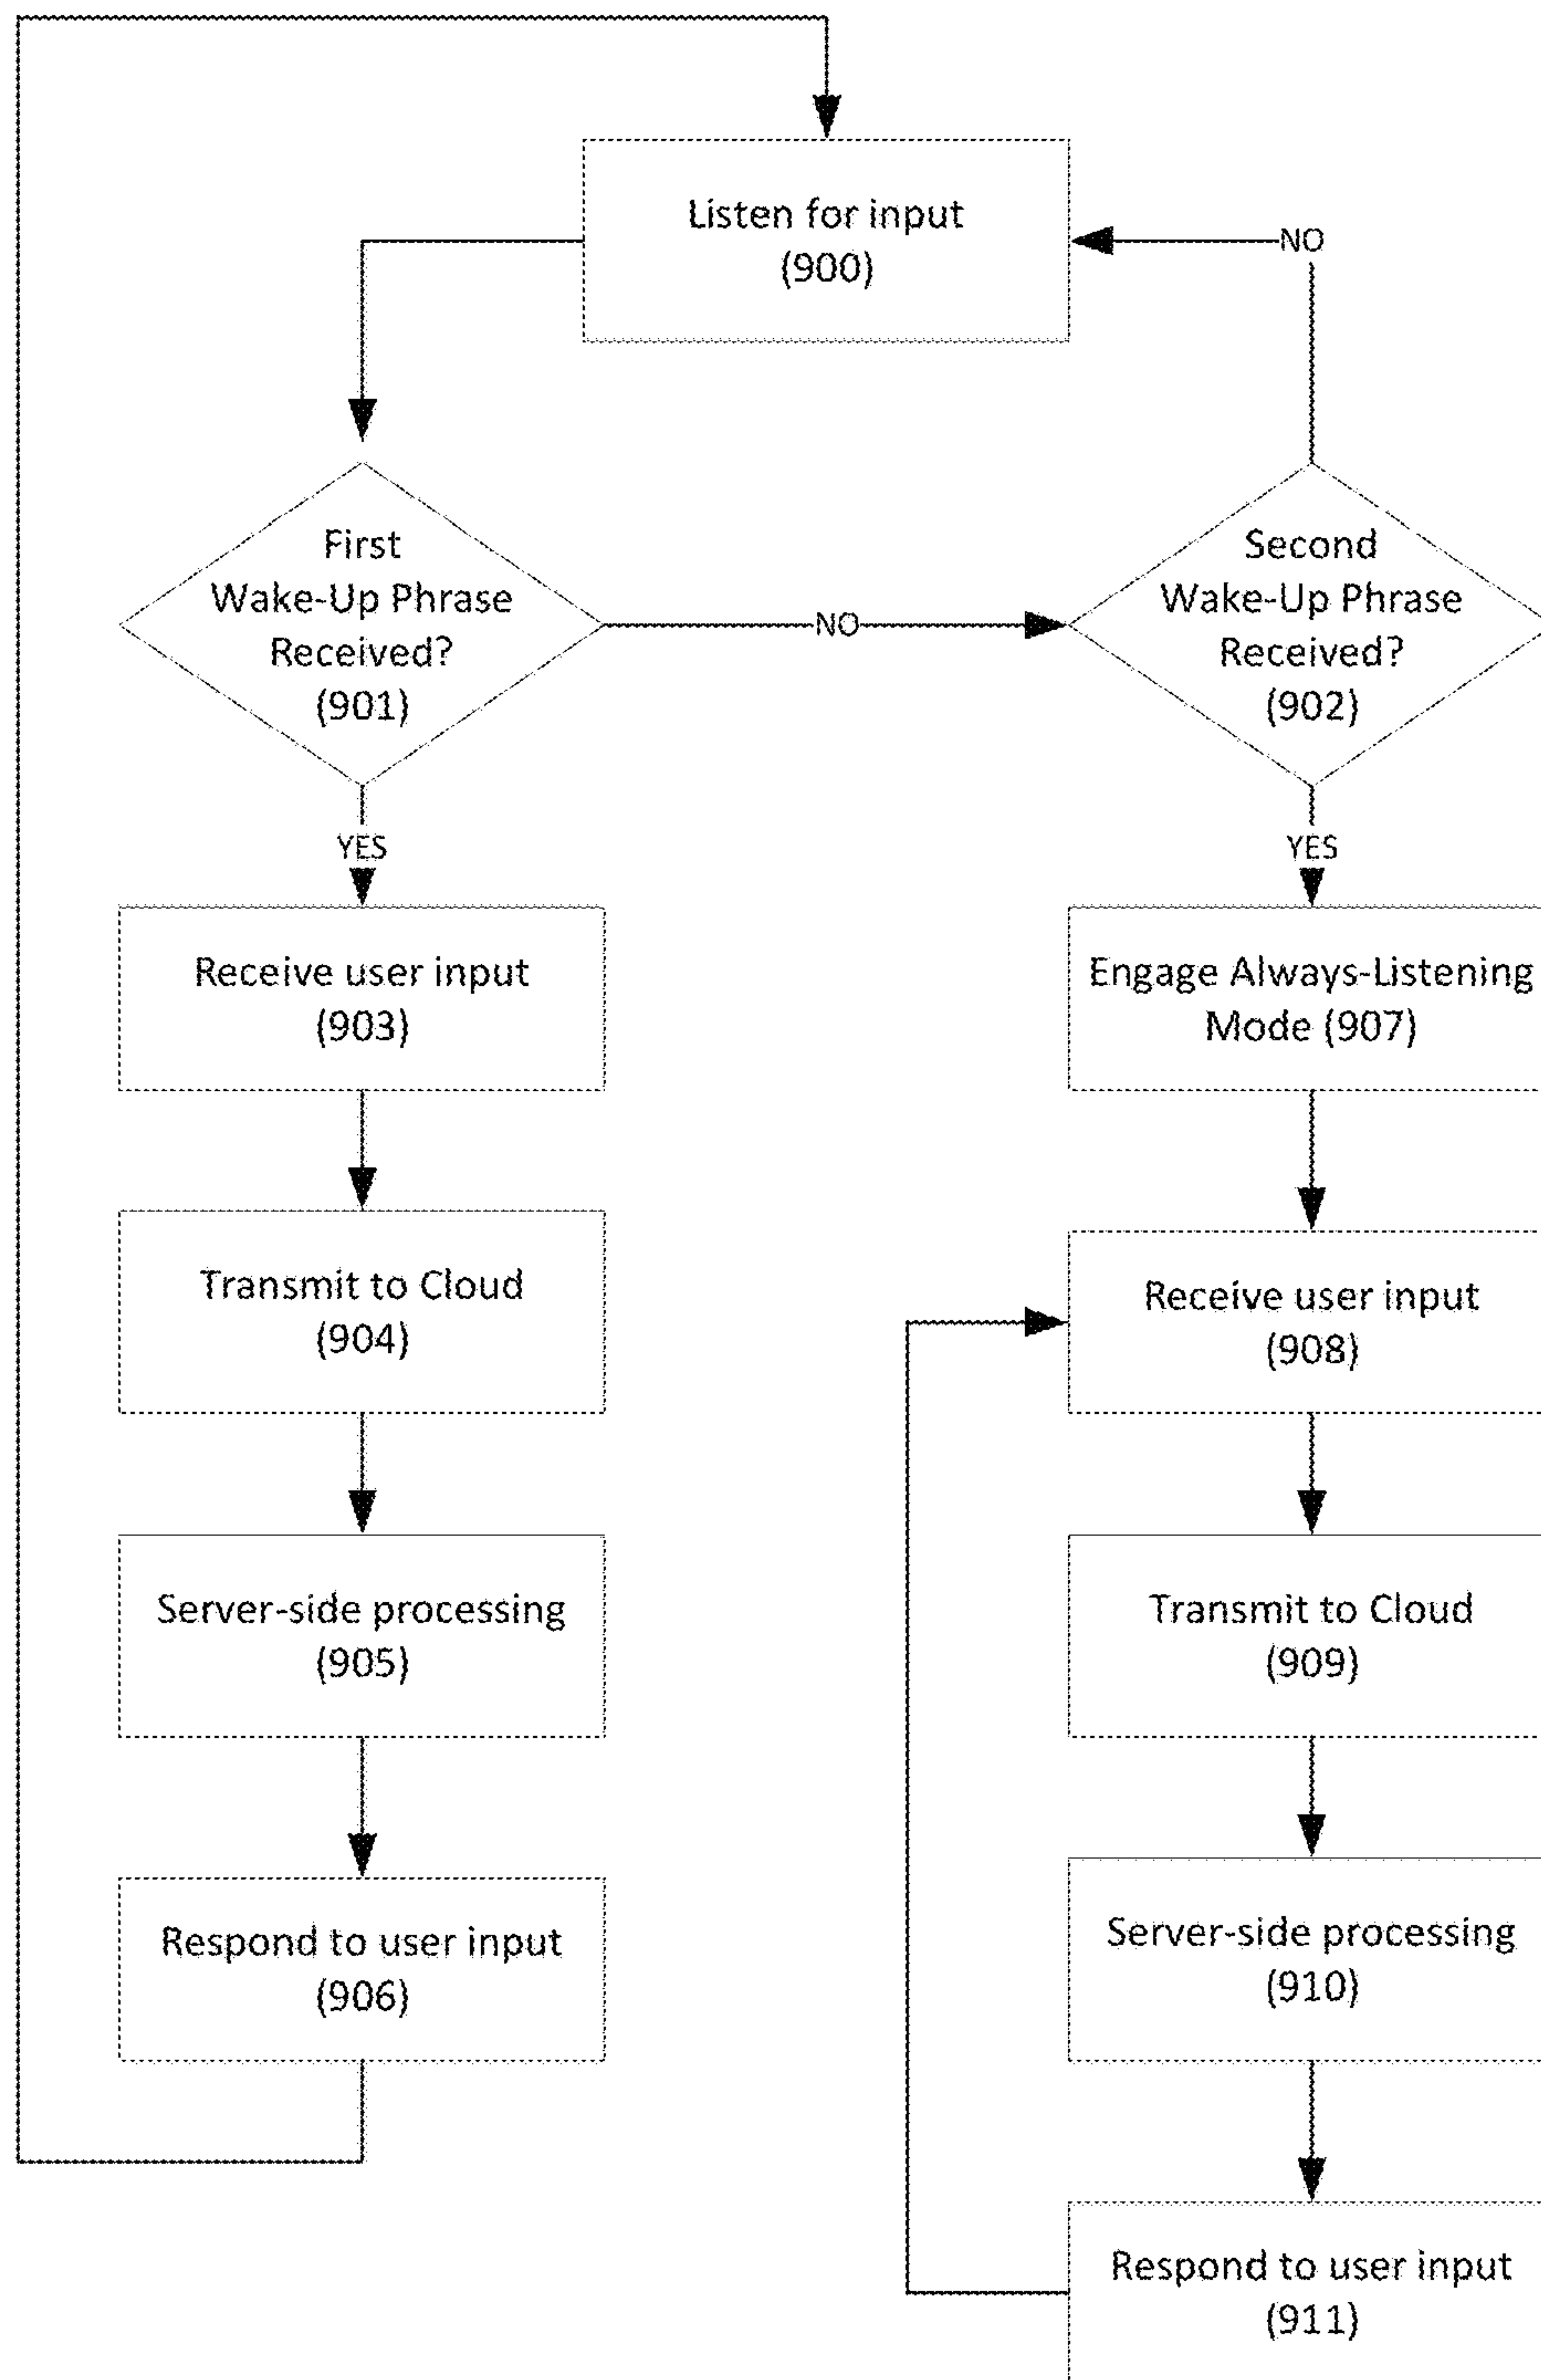 Listen for input
(900)
NO
First
Wake-Up Phrase
Received?
(901)
NO
Second
Wake-Up Phrase
Received?
(902)
YES
YES
Receive user input
(903)
Engage Always-Listening
Mode (907)
Transmit to Cloud
(904)
Receive user input
(908)
Server-side processing
(905)
Transmit to Cloud
(909)
Respond to user input
(906)
Server-side processing
(910)
Respond to user input
(911)